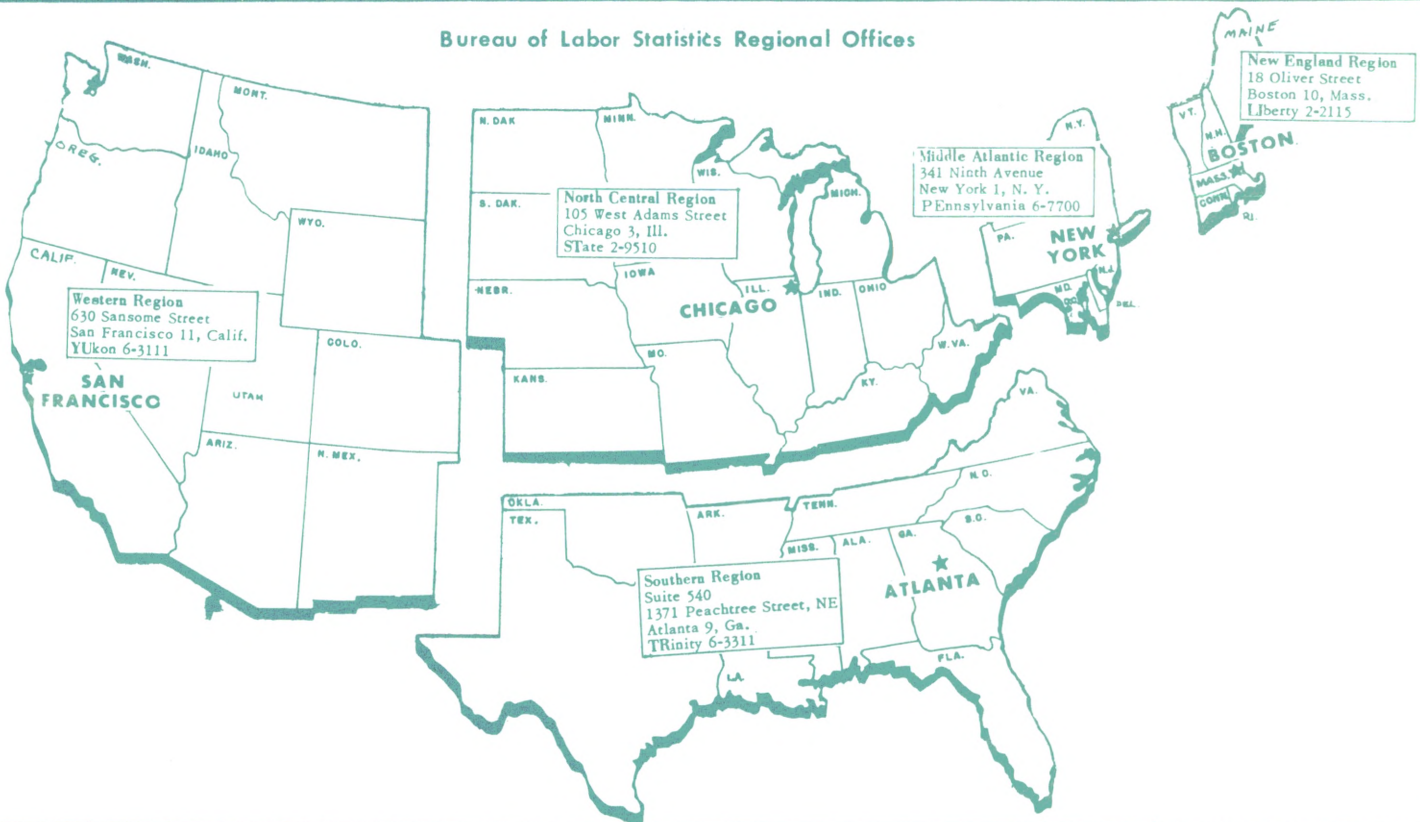 Bureau of Labor Statistics Regional Offices
MAINE
New England Region
18 Oliver Street
Boston 10, Mass.
LIberty 2-2115
VT.
N.H.
BOSTON
MASS.
CONN.
R.I.
WASH.
MONT.
OREG.
IDAHO
WYO.
CALIF.
NEV.
Western Region
630 Sansome Street
San Francisco 11, Calif.
YUkon 6-3111
SAN
FRANCISCO
UTAH
COLO.
ARIZ.
N. MEX.
N. DAK
MINN.
S. DAK.
WIS.
MICH.
North Central Region
105 West Adams Street
Chicago 3, Ill.
STate 2-9510
IOWA
NEBR.
ILL.
IND.
OHIO
CHICAGO
MO.
KANS.
KY.
W. VA.
N.Y.
Middle Atlantic Region
341 Ninth Avenue
New York 1, N. Y.
PEnnsylvania 6-7700
PA.
NEW
YORK
N.J.
MD.
DC
DEL.
VA.
N. C.
S.C.
OKLA.
TEX.
ARK.
TENN.
MISS.
ALA.
GA.
ATLANTA
Southern Region
Suite 540
1371 Peachtree Street, NE
Atlanta 9, Ga.
TRinity 6-3311
LA.
FLA.